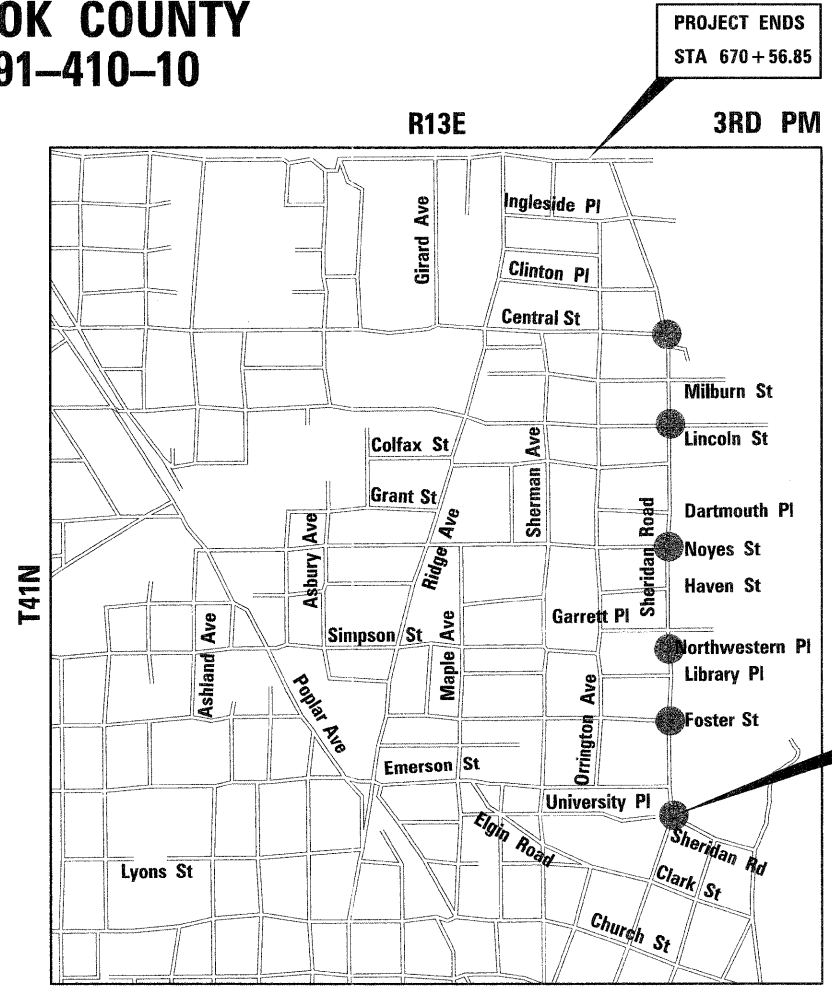 OK COUNTY
91–410–10
PROJECT ENDS
STA 670+56.85
R13E
3RD PM
T41N
Ingleside Pl
Girard Ave
Clinton Pl
Central St
Milburn St
Lincoln St
Colfax St
Sherman Ave
Grant St
Dartmouth Pl
Asbury Ave
Ridge Ave
Sheridan Road
Noyes St
Haven St
Garrett Pl
Ashland Ave
Simpson St
Maple Ave
Northwestern Pl
Library Pl
Poplar Ave
Orrington Ave
Foster St
Emerson St
University Pl
Elgin Road
Sheridan Rd
Lyons St
Clark St
Church St